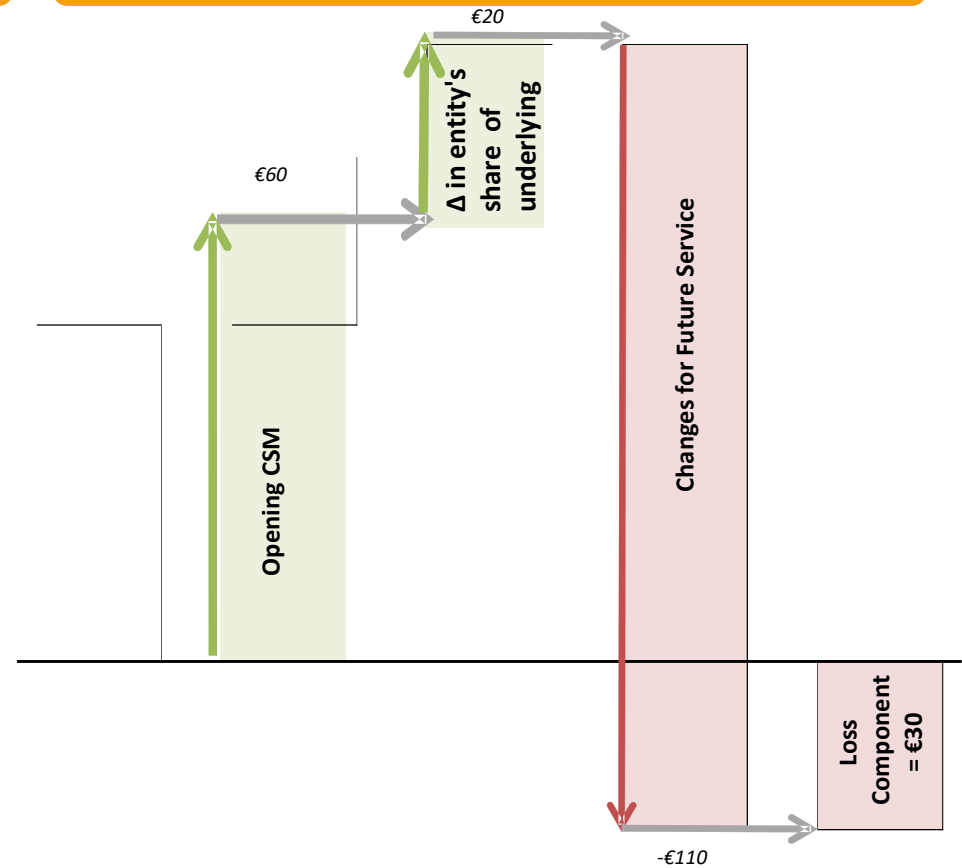 €20
Δ in entity's
share of
underlying
€60
Changes for Future Service
Opening CSM
Loss
Component
= €30
-€110